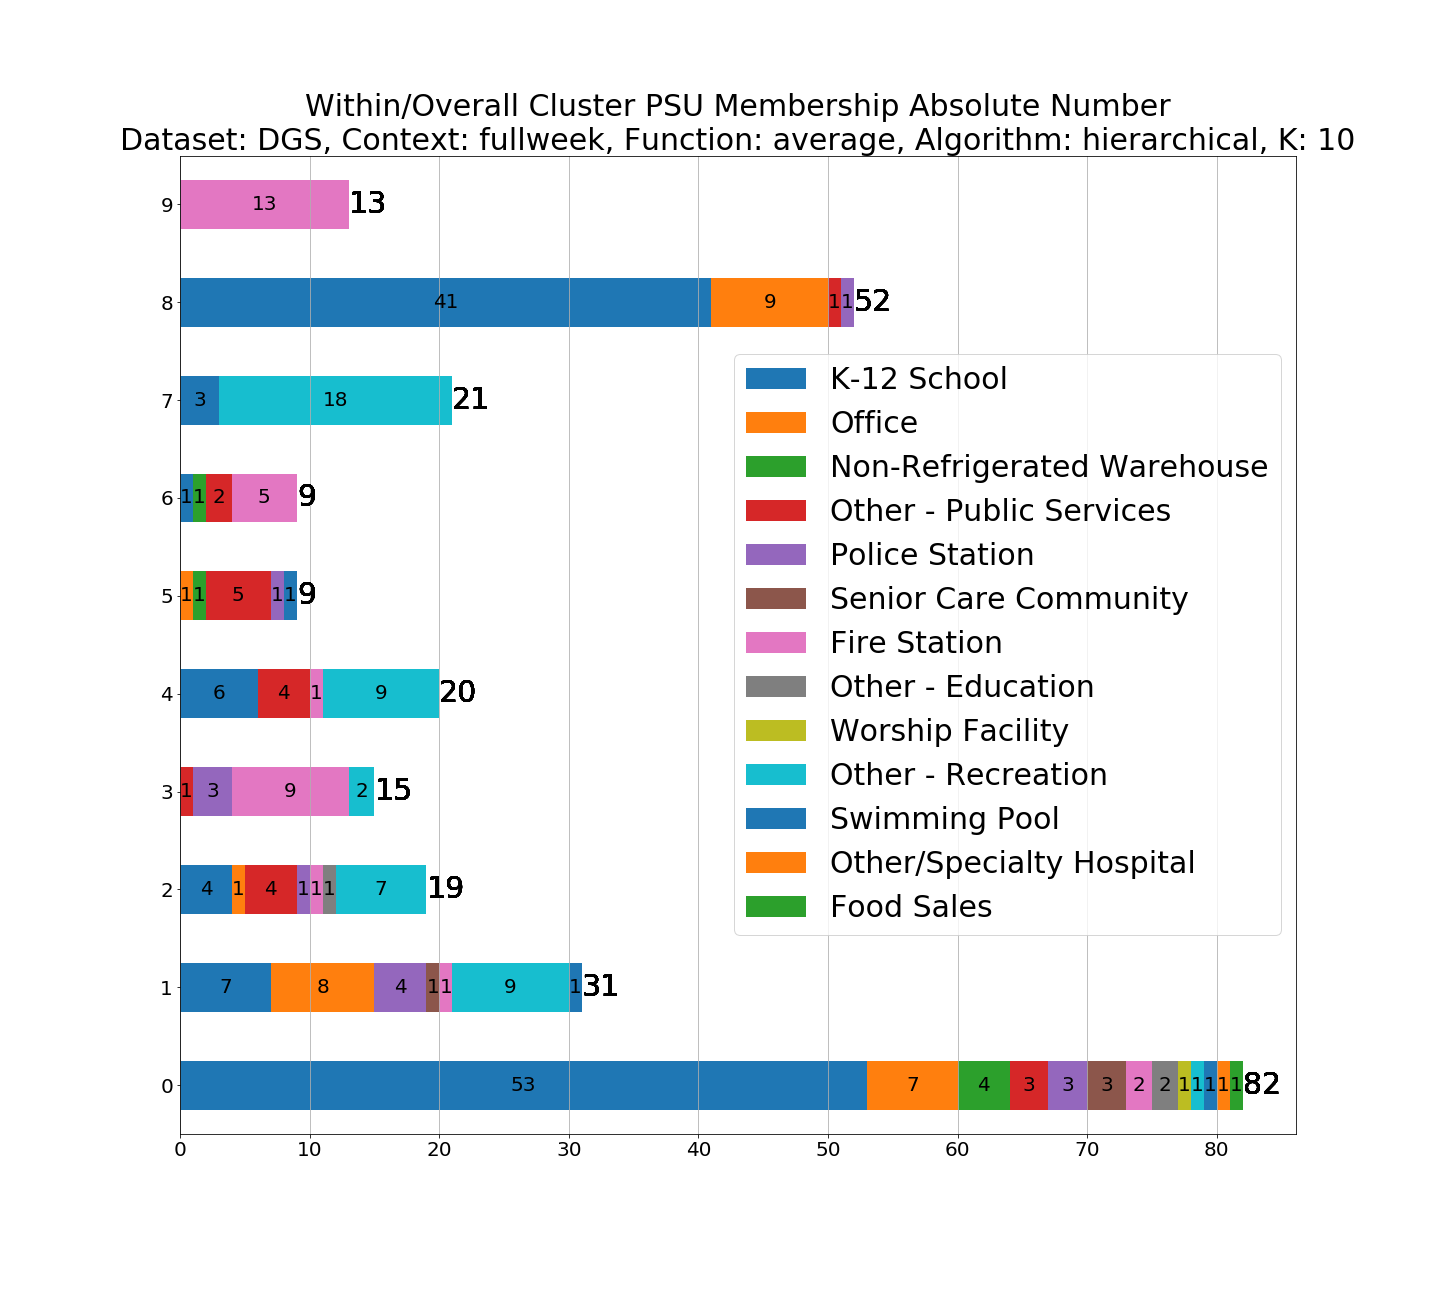 Within/Overall Cluster PSU Membership Absolute Number
Dataset: DGS, Context: fullweek, Function: average, Algorithm: hierarchical, K: 10
9 13 13
8 41 9 1 1 52
7 3 18 21
6 1 1 2 5 9
5 1 1 5 1 1 9
4 6 4 1 9 20
3 1 3 9 2 15
2 4 1 4 1 1 1 7 19
1 7 8 4 1 1 9 1 31
0 53 7 4 3 3 3 2 2 1 1 1 1 1 82
0 10 20 30 40 50 60 70 80
K-12 School
Office
Non-Refrigerated Warehouse
Other - Public Services
Police Station
Senior Care Community
Fire Station
Other - Education
Worship Facility
Other - Recreation
Swimming Pool
Other/Specialty Hospital
Food Sales